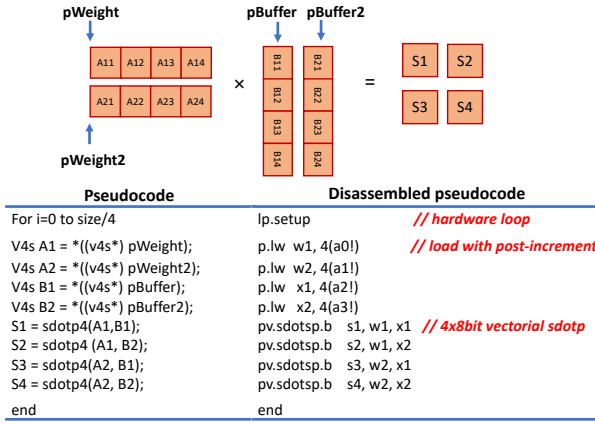 pWeight pBuffer pBuffer2
A11 A12 A13 A14
A21 A22 A23 A24
×
B11 B12 B13 B14
B21 B22 B23 B24
=
S1 S2
S3 S4
pWeight2
Pseudocode Disassembled pseudocode
For i=0 to size/4 lp.setup // hardware loop
V4s A1 = *((v4s*) pWeight); p.lw w1, 4(a0!) // load with post-increment
V4s A2 = *((v4s*) pWeight2); p.lw w2, 4(a1!)
V4s B1 = *((v4s*) pBuffer); p.lw x1, 4(a2!)
V4s B2 = *((v4s*) pBuffer2); p.lw x2, 4(a3!)
S1 = sdotp4(A1,B1); pv.sdotsp.b s1, w1, x1 // 4x8bit vectorial sdotp
S2 = sdotp4 (A1, B2); pv.sdotsp.b s2, w1, x2
S3 = sdotp4(A2, B1); pv.sdotsp.b s3, w2, x1
S4 = sdotp4(A2, B2); pv.sdotsp.b s4, w2, x2
end end